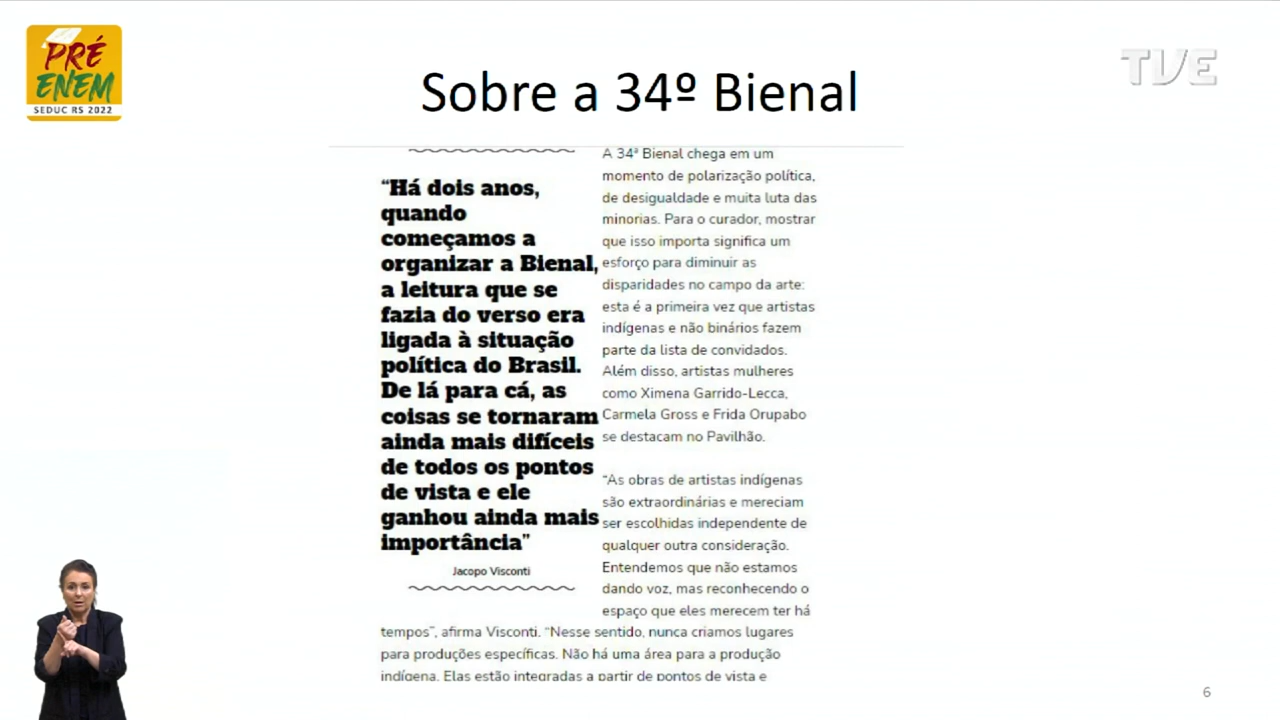 PRÉ
ENEM
SEDUC RS 2022
TVE
Sobre a 34º Bienal
“Há dois anos,
quando
começamos a
organizar a Bienal,
a leitura que se
fazia do verso era
ligada à situação
política do Brasil.
De lá para cá, as
coisas se tornaram
ainda mais difíceis
de todos os pontos
de vista e ele
ganhou ainda mais
importância”
Jacopo Visconti
A 34ª Bienal chega em um
momento de polarização política,
de desigualdade e muita luta das
minorias. Para o curador, mostrar
que isso importa significa um
esforço para diminuir as
disparidades no campo da arte:
esta é a primeira vez que artistas
indígenas e não binários fazem
parte da lista de convidados.
Além disso, artistas mulheres
como Ximena Garrido-Lecca,
Carmela Gross e Frida Orupabo
se destacam no Pavilhão.
“As obras de artistas indígenas
são extraordinárias e mereciam
ser escolhidas independente de
qualquer outra consideração.
Entendemos que não estamos
dando voz, mas reconhecendo o
espaço que eles merecem ter há
tempos”, afirma Visconti. “Nesse sentido, nunca criamos lugares
para produções específicas. Não há uma área para a produção
indígena. Elas estão integradas a partir de pontos de vista e
6